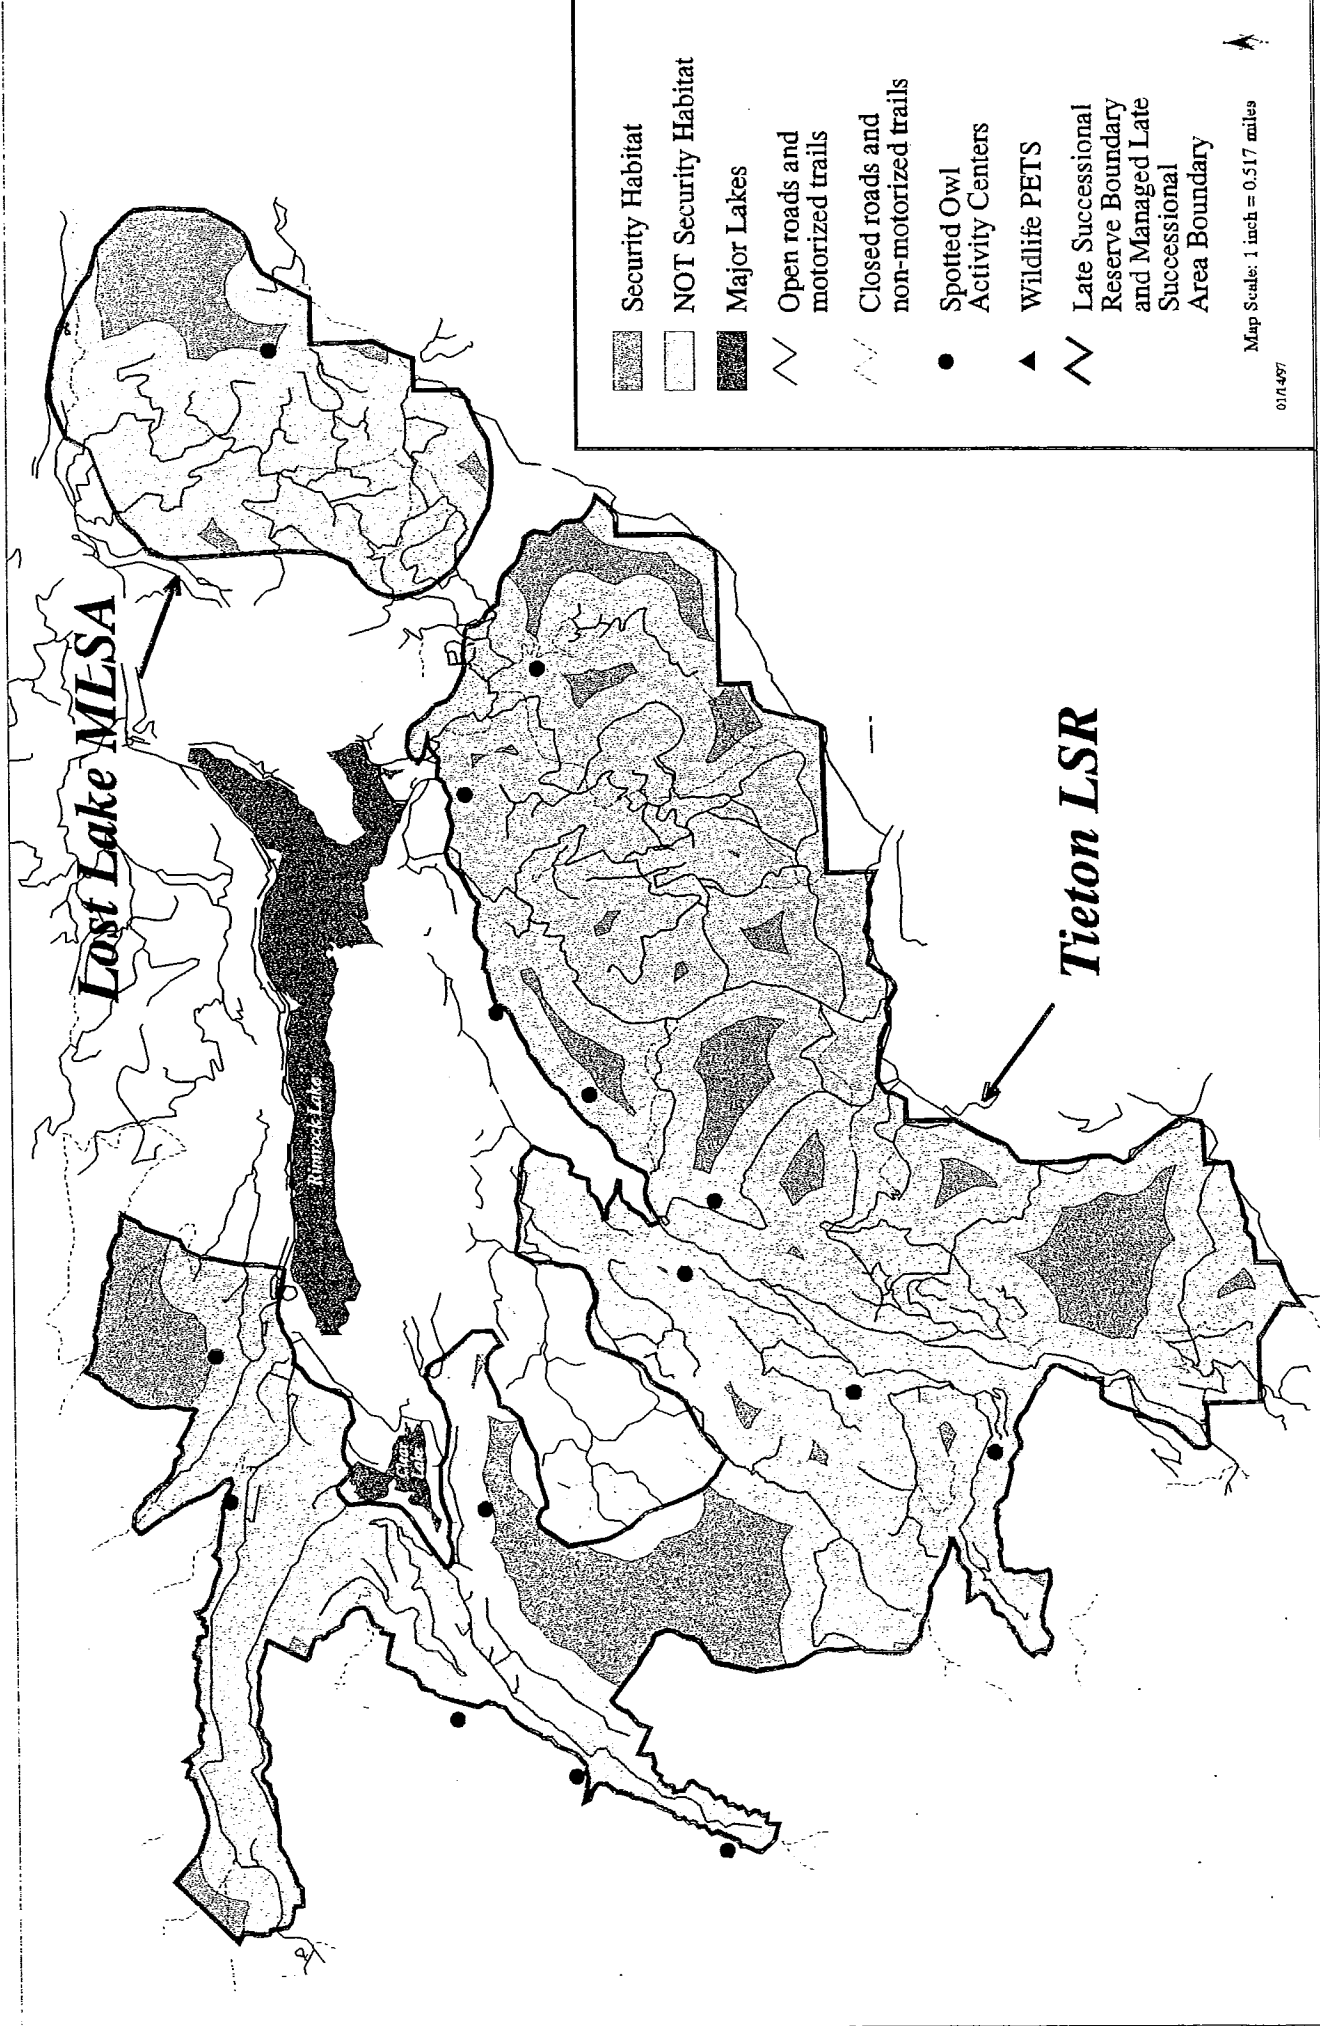 Lost Lake MLSA
Rimrock Lake
Clear
Lake
Tieton LSR
Security Habitat
NOT Security Habitat
Major Lakes
Open roads and
motorized trails
Closed roads and
non-motorized trails
Spotted Owl
Activity Centers
Wildlife PETS
Late Successional
Reserve Boundary
and Managed Late
Successional
Area Boundary
Map Scale: 1 inch = 0.517 miles
01/14/97